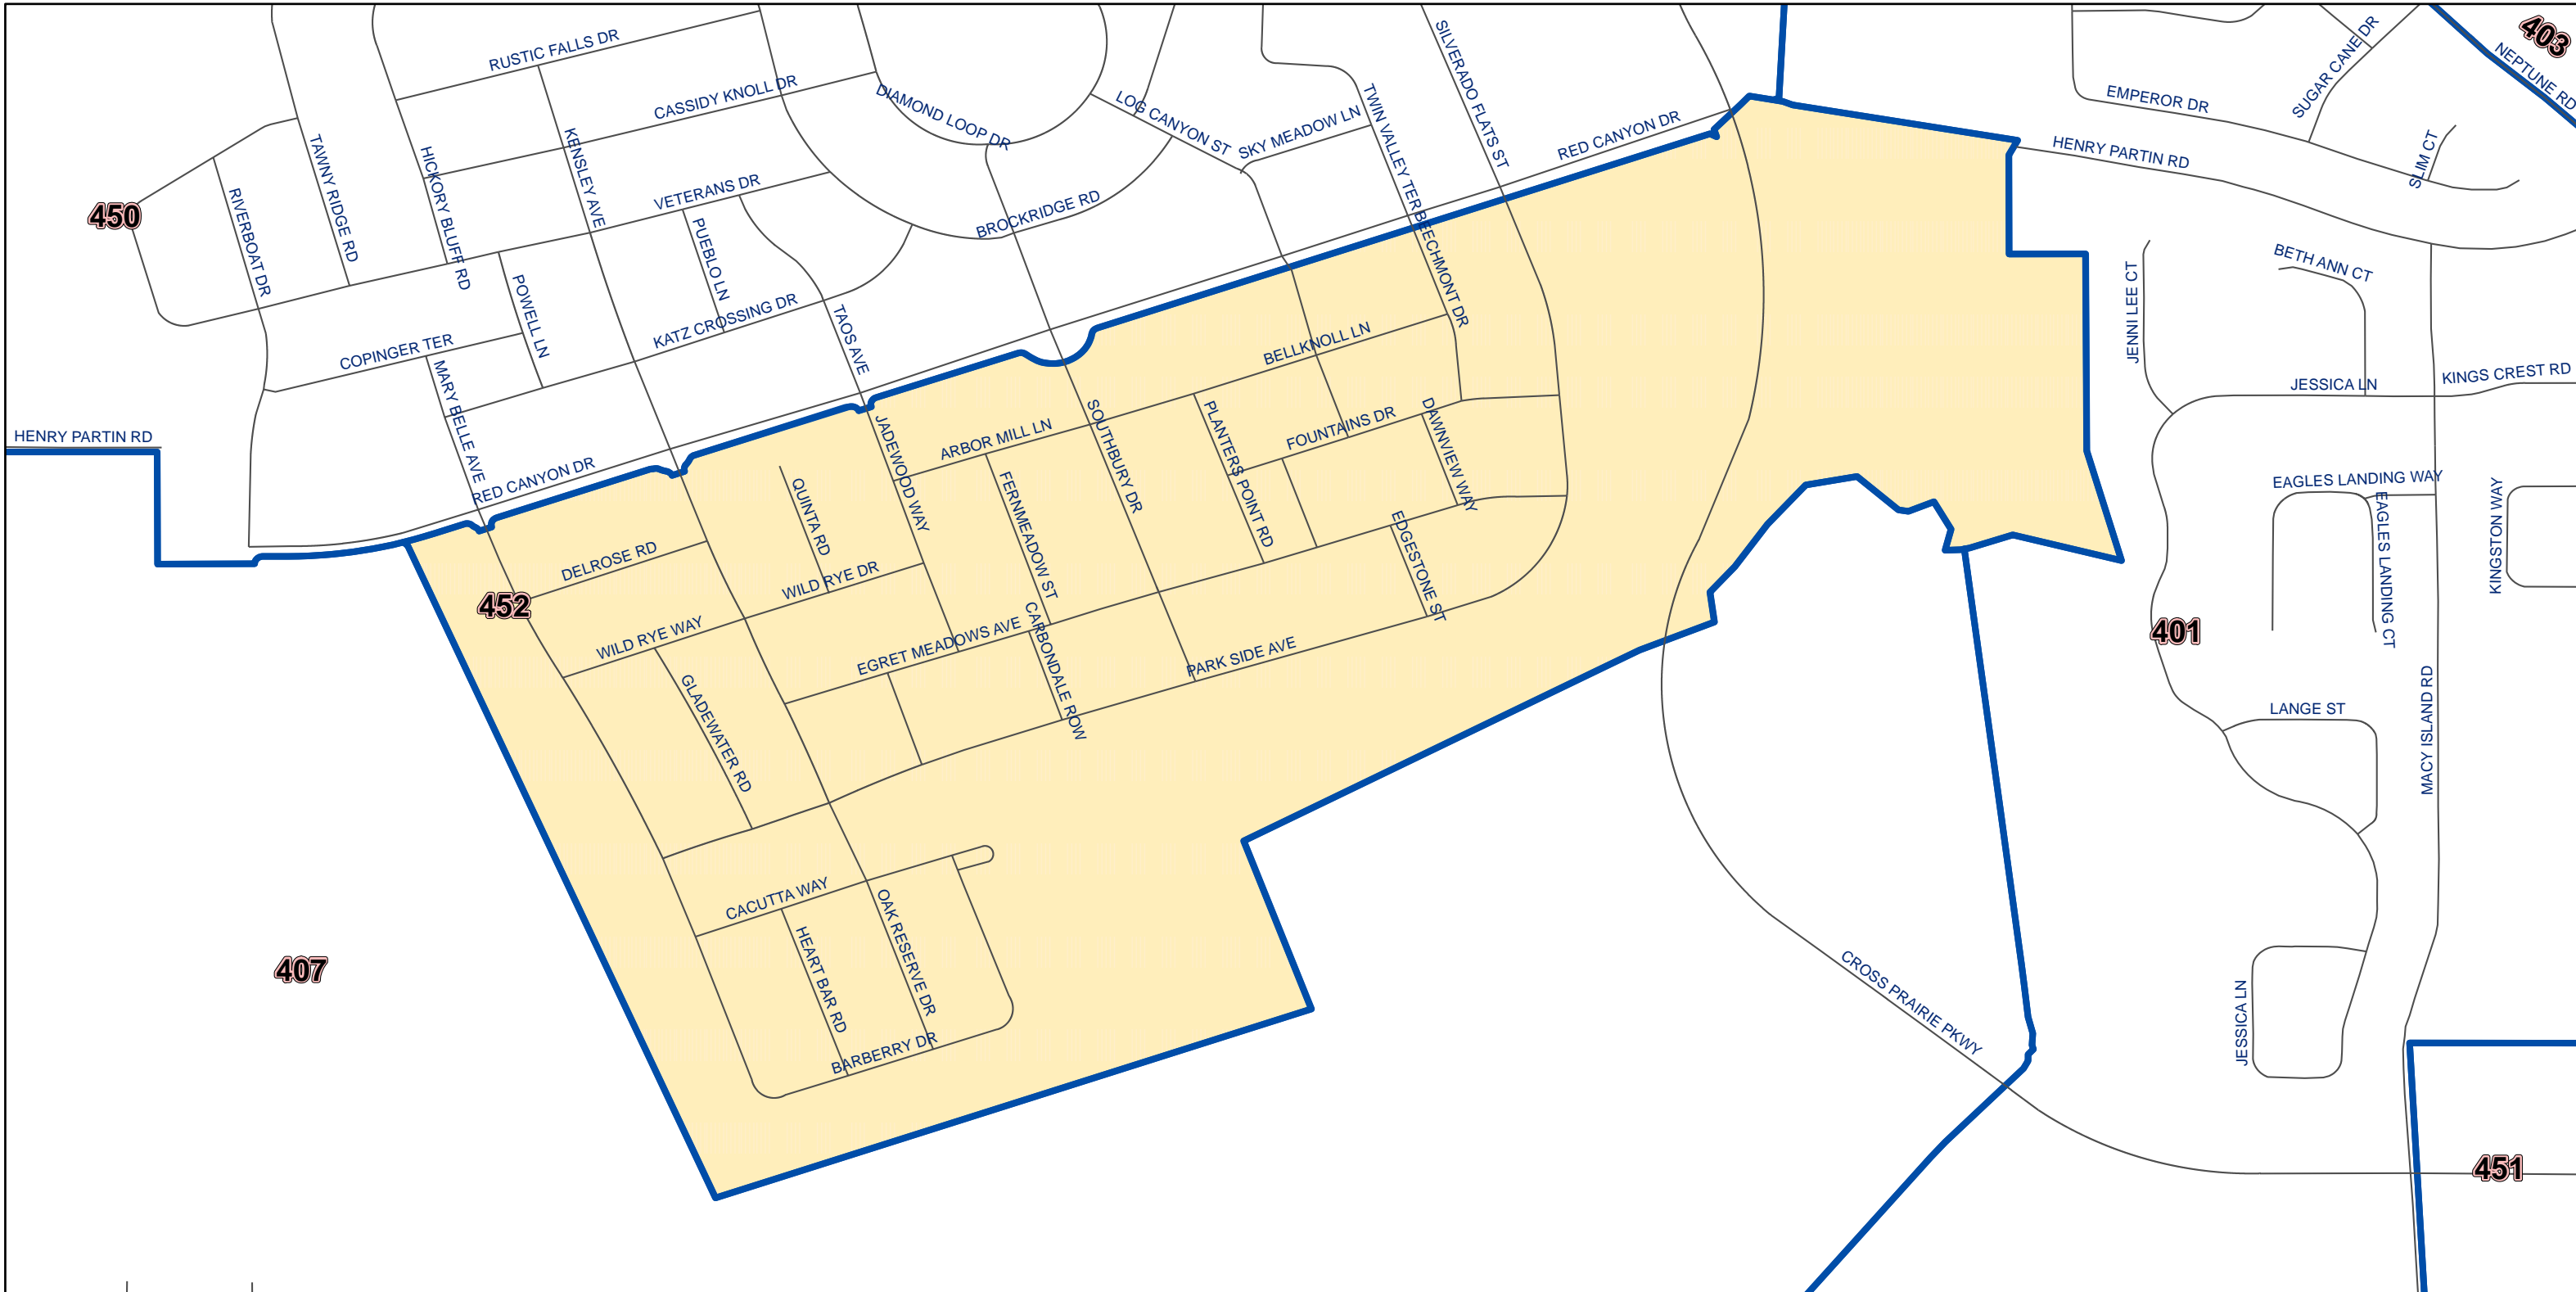 RUSTIC FALLS DR
CASSIDY KNOLL DR
DIAMOND LOOP DR
LOG CANYON ST
SKY MEADOW LN
SILVERADO FLATS ST
TWIN VALLEY TER
RED CANYON DR
EMPEROR DR
SUGAR CANE DR
403
NEPTUNE RD
HENRY PARTIN RD
SLIM CT
450
RIVERBOAT DR
TAWNY RIDGE RD
HICKORY BLUFF RD
KENSLEY AVE
VETERANS DR
PUEBLO LN
BROCKRIDGE RD
POWELL LN
KATZ CROSSING DR
TAOS AVE
COPINGER TER
MARY BELLE AVE
BEECHMONT DR
BELLKNOLL LN
JENNI LEE CT
BETH ANN CT
JESSICA LN
KINGS CREST RD
HENRY PARTIN RD
RED CANYON DR
QUINTA RD
JADEWOOD WAY
ARBOR MILL LN
FERNMEADOW ST
SOUTHBURY DR
PLANTERS POINT RD
FOUNTAINS DR
DAWNVIEW WAY
EDGESTONE ST
EAGLES LANDING WAY
EAGLES LANDING CT
KINGSTON WAY
DELROSE RD
452
WILD RYE DR
WILD RYE WAY
EGRET MEADOWS AVE
CARBONDALE ROW
PARK SIDE AVE
401
GLADEWATER RD
LANGE ST
MACY ISLAND RD
CACUTTA WAY
OAK RESERVE DR
HEART BAR RD
BARBERRY DR
407
CROSS PRAIRIE PKWY
JESSICA LN
451